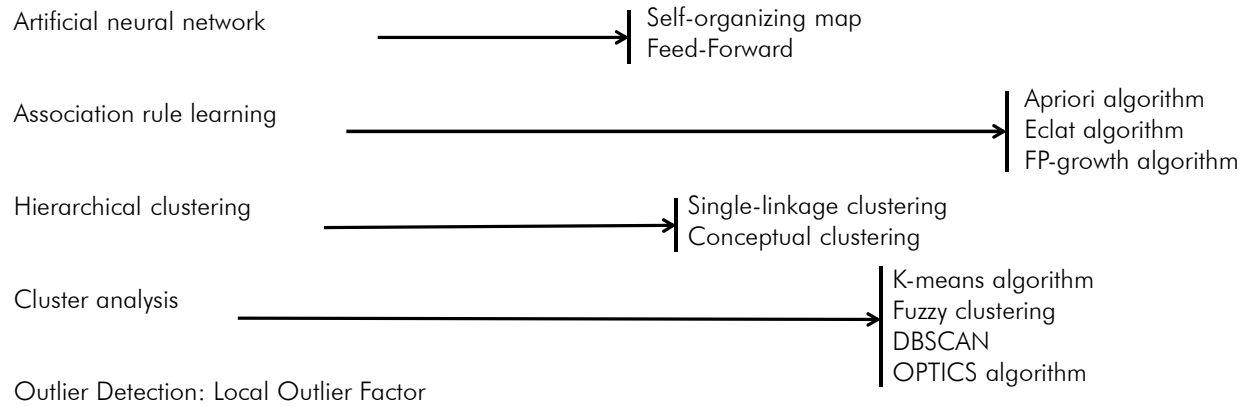 Artificial neural network
Self-organizing map
Feed-Forward
Association rule learning
Apriori algorithm
Eclat algorithm
FP-growth algorithm
Hierarchical clustering
Single-linkage clustering
Conceptual clustering
Cluster analysis
K-means algorithm
Fuzzy clustering
DBSCAN
OPTICS algorithm
Outlier Detection: Local Outlier Factor